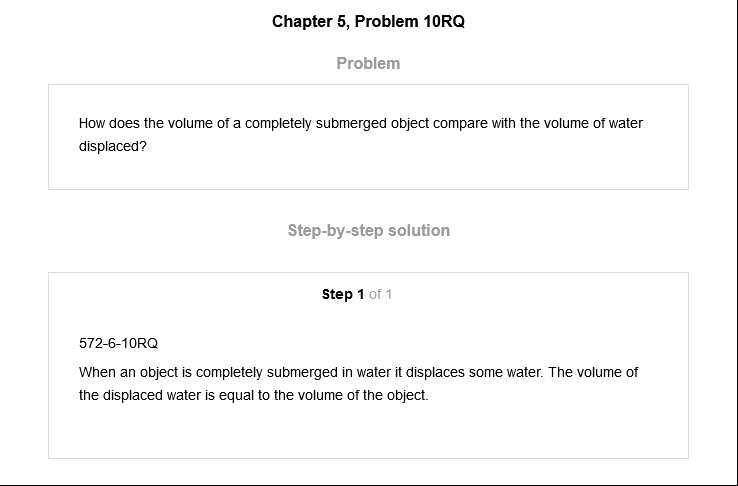 Chapter 5, Problem 10RQ
Problem
How does the volume of a completely submerged object compare with the volume of water
displaced?
Step-by-step solution
Step 1 of 1
572-6-10RQ
When an object is completely submerged in water it displaces some water. The volume of
the displaced water is equal to the volume of the object.